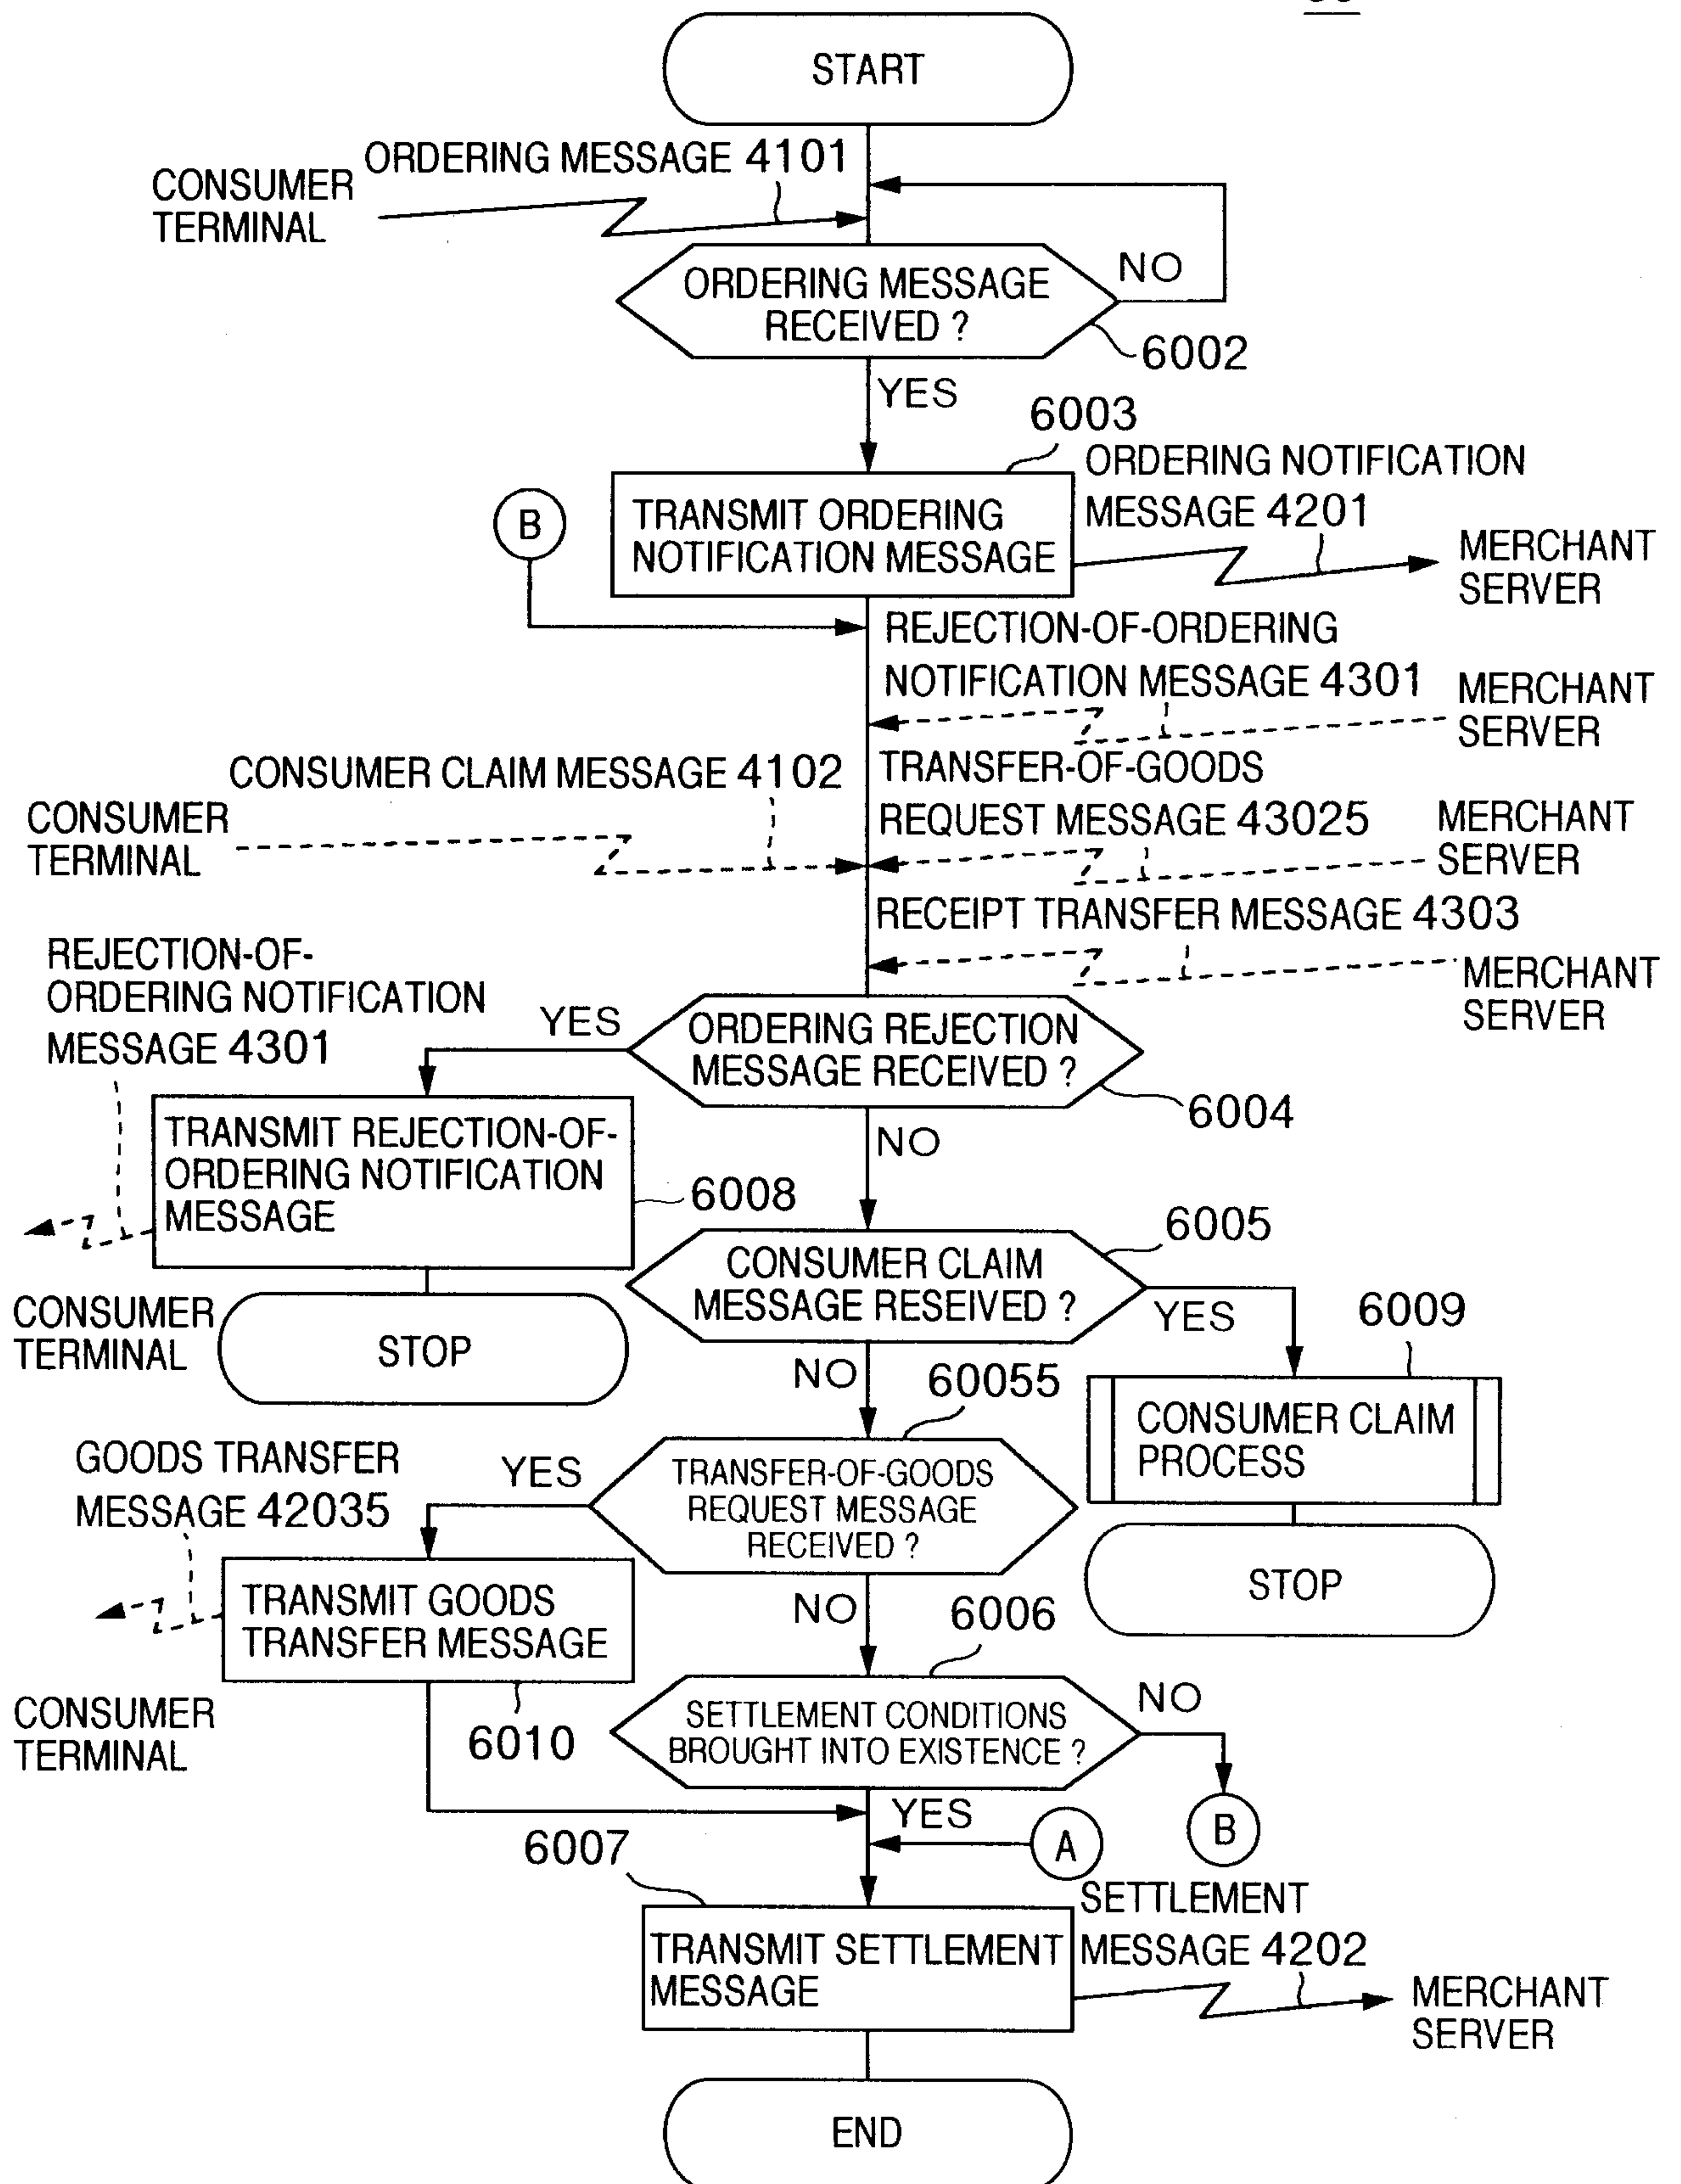 START
ORDERING MESSAGE 4101
CONSUMER
TERMINAL
ORDERING MESSAGE
RECEIVED ?
NO
6002
YES
6003
ORDERING NOTIFICATION
MESSAGE 4201
B
TRANSMIT ORDERING
NOTIFICATION MESSAGE
MERCHANT
SERVER
REJECTION-OF-ORDERING
NOTIFICATION MESSAGE 4301
MERCHANT
SERVER
CONSUMER CLAIM MESSAGE 4102
TRANSFER-OF-GOODS
REQUEST MESSAGE 43025
CONSUMER
TERMINAL
MERCHANT
SERVER
RECEIPT TRANSFER MESSAGE 4303
MERCHANT
SERVER
REJECTION-OF-
ORDERING NOTIFICATION
MESSAGE 4301
YES
ORDERING REJECTION
MESSAGE RECEIVED ?
6004
NO
TRANSMIT REJECTION-OF-
ORDERING NOTIFICATION
MESSAGE
6008
CONSUMER
TERMINAL
STOP
6005
CONSUMER CLAIM
MESSAGE RESEIVED ?
YES
6009
NO
60055
CONSUMER CLAIM
PROCESS
STOP
GOODS TRANSFER
MESSAGE 42035
YES
TRANSFER-OF-GOODS
REQUEST MESSAGE
RECEIVED ?
NO
6006
TRANSMIT GOODS
TRANSFER MESSAGE
6010
CONSUMER
TERMINAL
SETTLEMENT CONDITIONS
BROUGHT INTO EXISTENCE ?
NO
B
YES
A
6007
SETTLEMENT
MESSAGE 4202
TRANSMIT SETTLEMENT
MESSAGE
MERCHANT
SERVER
END